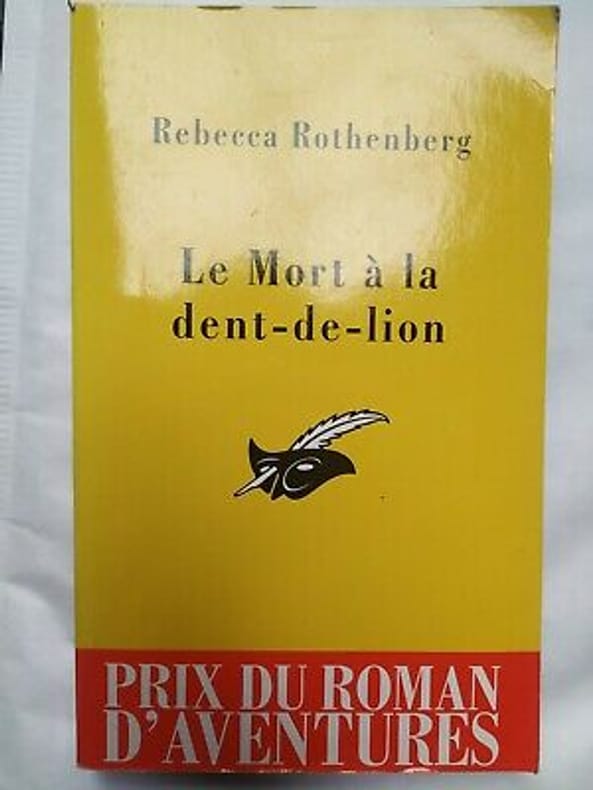 Rebecca Rothenberg
Le Mort à la
dent-de-lion
PRIX DU ROMAN
D'AVENTURES